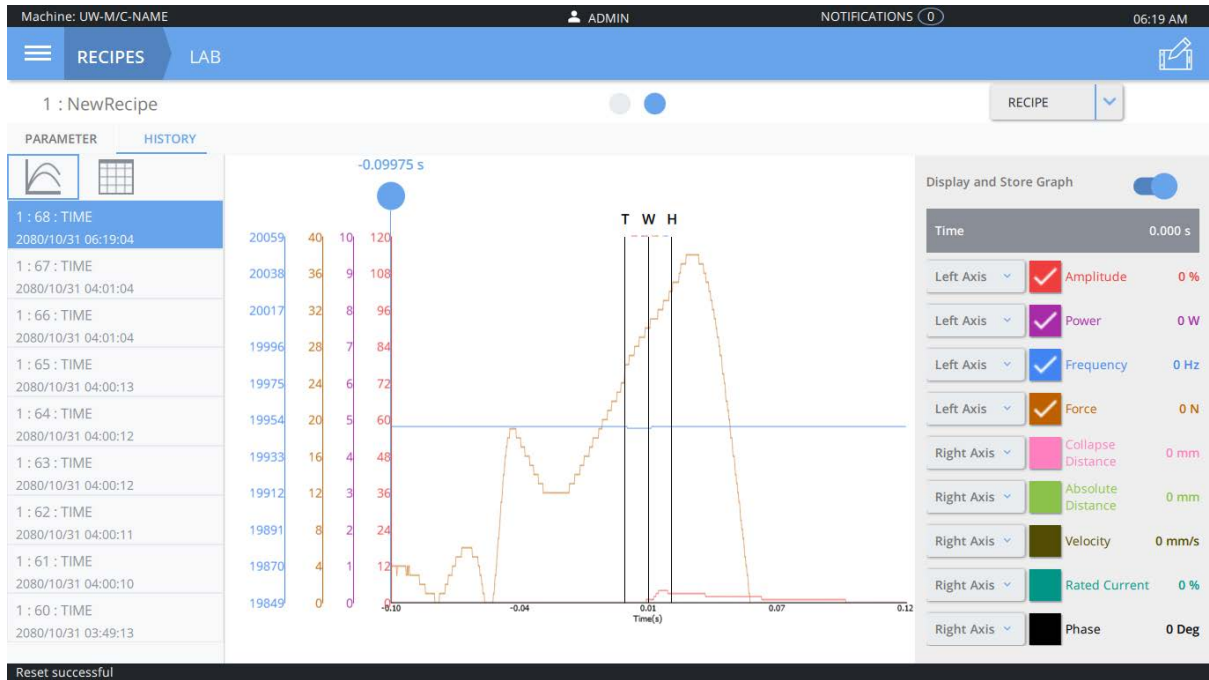 Machine: UW-M/C-NAME
ADMIN
NOTIFICATIONS 0
06:19 AM
RECIPES
LAB
1 : NewRecipe
RECIPE
PARAMETER
HISTORY
1 : 68 : TIME
2080/10/31 06:19:04
1 : 67 : TIME
2080/10/31 04:01:04
1 : 66 : TIME
2080/10/31 04:01:04
1 : 65 : TIME
2080/10/31 04:00:13
1 : 64 : TIME
2080/10/31 04:00:12
1 : 63 : TIME
2080/10/31 04:00:12
1 : 62 : TIME
2080/10/31 04:00:11
1 : 61 : TIME
2080/10/31 04:00:10
1 : 60 : TIME
2080/10/31 03:49:13
-0.09975 s
T W H
20059 40 10 120
20038 36 9 108
20017 32 8 96
19996 28 7 84
19975 24 6 72
19954 20 5 60
19933 16 4 48
19912 12 3 36
19891 8 2 24
19870 4 1 12
19849 0 0 0
-0.10 -0.04 0.01 0.07 0.12
Time(s)
Display and Store Graph
Time 0.000 s
Left Axis Amplitude 0 %
Left Axis Power 0 W
Left Axis Frequency 0 Hz
Left Axis Force 0 N
Right Axis Collapse Distance 0 mm
Right Axis Absolute Distance 0 mm
Right Axis Velocity 0 mm/s
Right Axis Rated Current 0 %
Right Axis Phase 0 Deg
Reset successful